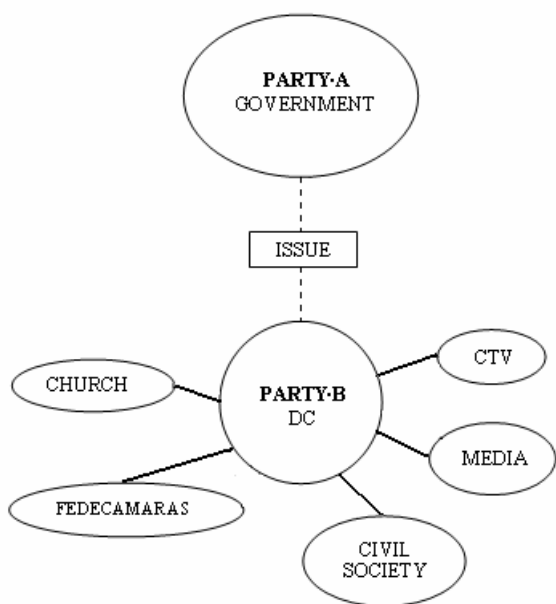 PARTY·A
GOVERNMENT
ISSUE
CTV
CHURCH
PARTY·B
DC
MEDIA
FEDECAMARAS
CIVIL
SOCIETY